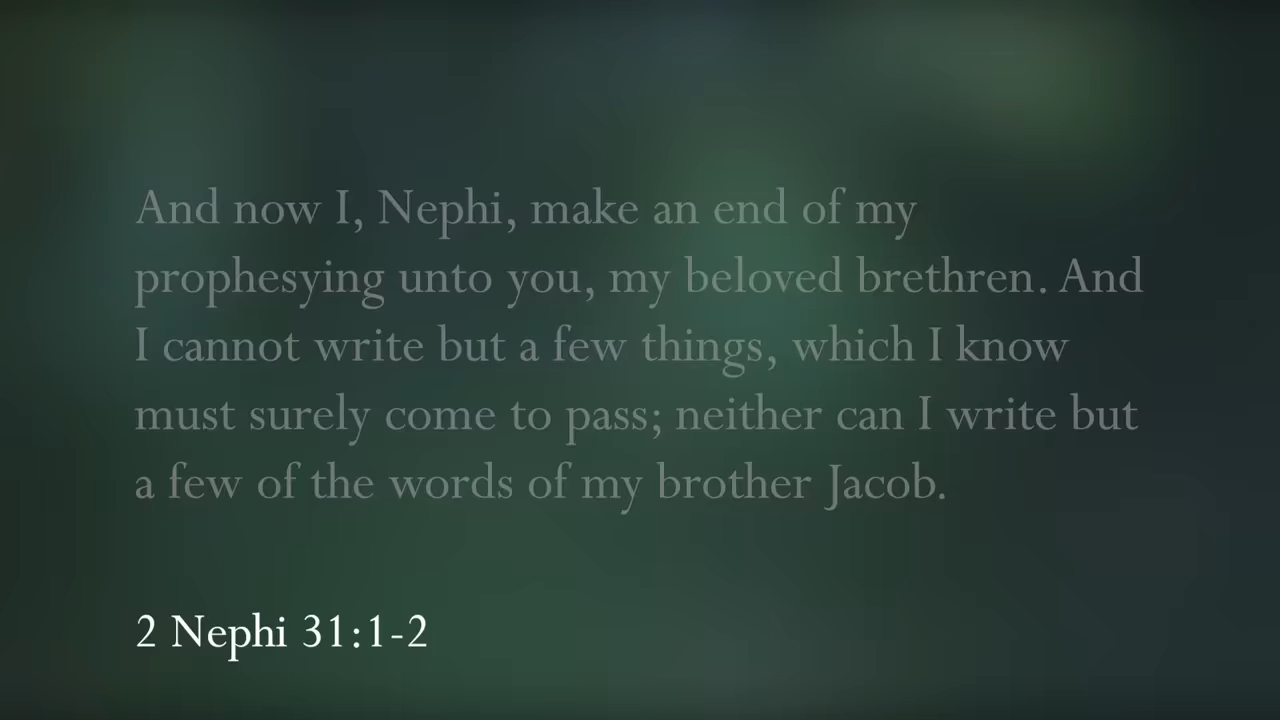 And now I, Nephi, make an end of my
prophesying unto you, my beloved brethren. And
I cannot write but a few things, which I know
must surely come to pass; neither can I write but
a few of the words of my brother Jacob.
2 Nephi 31:1-2